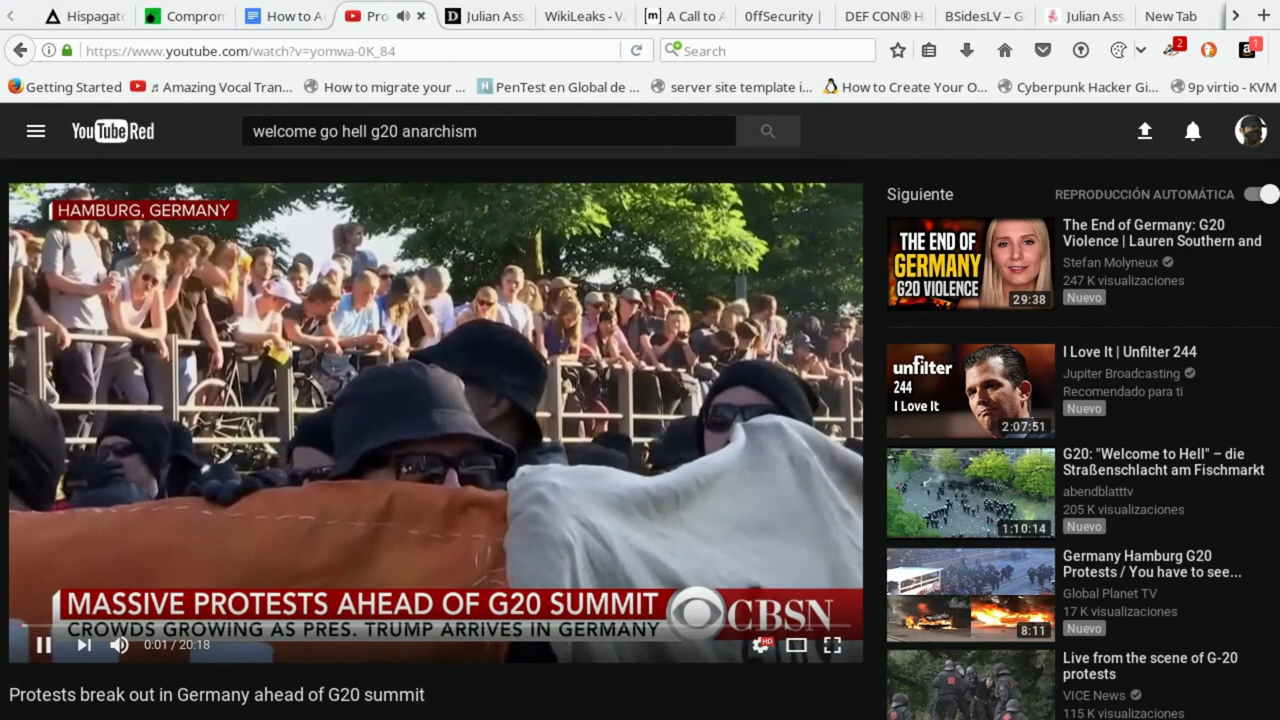 Hispagat
Comprom
How to A
Pro
Julian Ass
WikiLeaks - V
[m] A Call to A
0ffSecurity |
DEF CON® H
BSidesLV – G
Julian Ass
New Tab
https://www.youtube.com/watch?v=yomwa-0K_84
Search
2
1
Getting Started
♬ Amazing Vocal Tran...
How to migrate your ...
PenTest en Global de ...
server site template i...
How to Create Your O...
Cyberpunk Hacker Gi...
9p virtio - KVM
YouTube Red
welcome go hell g20 anarchism
HAMBURG, GERMANY
MASSIVE PROTESTS AHEAD OF G20 SUMMIT
CROWDS GROWING AS PRES. TRUMP ARRIVES IN GERMANY
CBSN
0:01 / 20:18
HD
Protests break out in Germany ahead of G20 summit
Siguiente
REPRODUCCIÓN AUTOMÁTICA
THE END OF
GERMANY
G20 VIOLENCE
29:38
The End of Germany: G20
Violence | Lauren Southern and
Stefan Molyneux
247 K visualizaciones
Nuevo
unfilter
244
I Love It
2:07:51
I Love It | Unfilter 244
Jupiter Broadcasting
Recomendado para ti
Nuevo
1:10:14
G20: "Welcome to Hell" – die
Straßenschlacht am Fischmarkt
abendblatttv
205 K visualizaciones
Nuevo
8:11
Germany Hamburg G20
Protests / You have to see...
Global Planet TV
17 K visualizaciones
Nuevo
Live from the scene of G-20
protests
VICE News
115 K visualizaciones